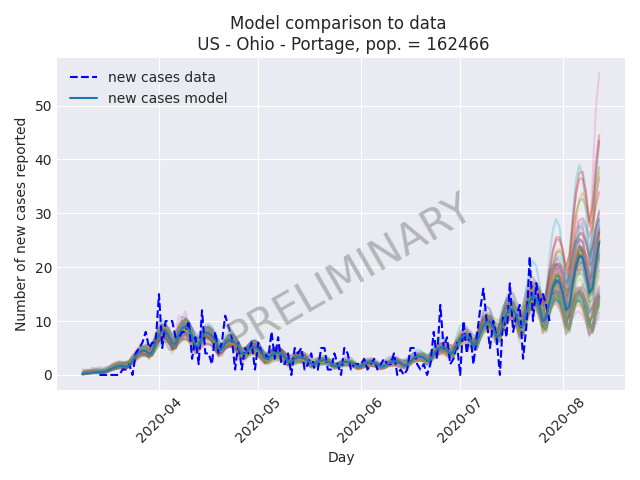 Model comparison to data
US - Ohio - Portage, pop. = 162466
new cases data
new cases model
Number of new cases reported
50
40
30
20
10
0
PRELIMINARY
2020-04
2020-05
2020-06
2020-07
2020-08
Day